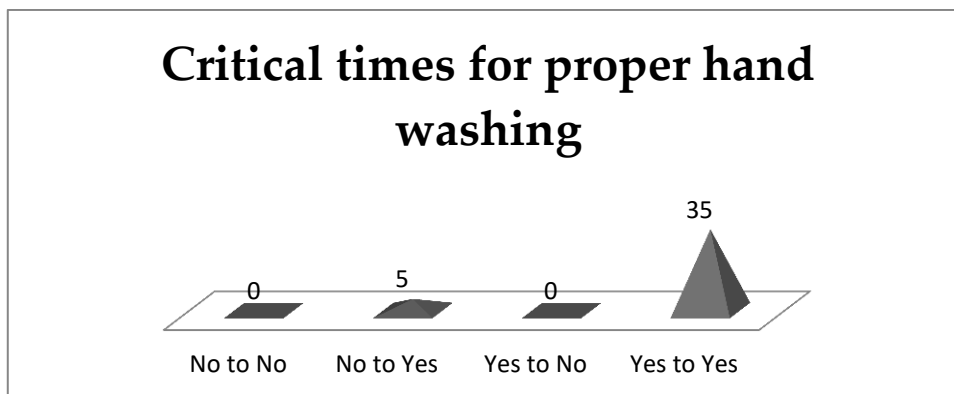 Critical times for proper hand
washing
35
5
0
0
No to No No to Yes Yes to No Yes to Yes